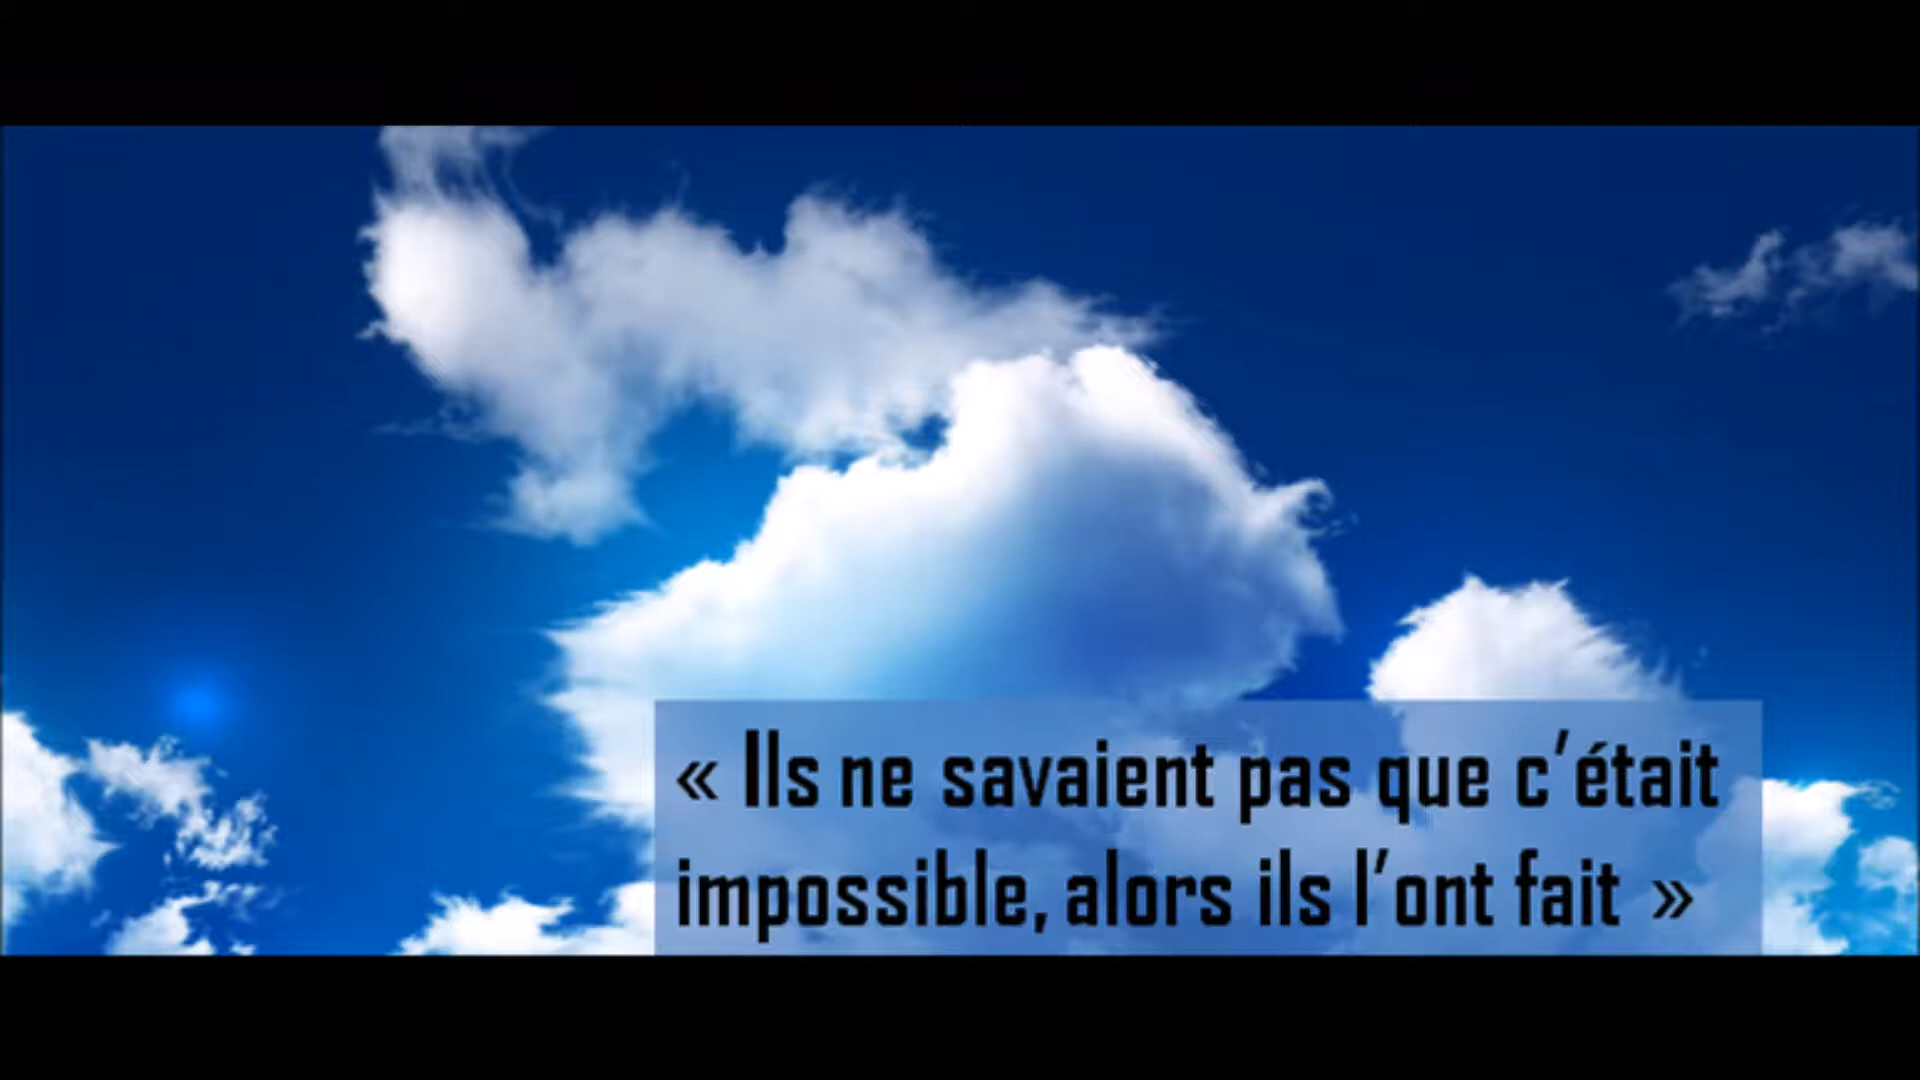 « Ils ne savaient pas que c'était
impossible, alors ils l'ont fait »